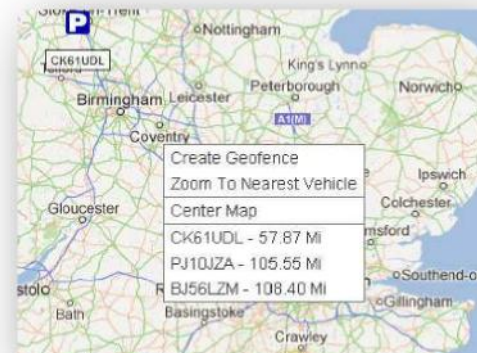 Nottingham
P
CK61UDL
King's Lynn
Birmingham
Leicester
Peterborough
Norwich
A1(M)
Coventry
Create Geofence
Zoom To Nearest Vehicle
Ipswich
Colchester
Gloucester
Center Map
CK61UDL - 57.87 Mi
PJ10JZA - 105.55 Mi
BJ56LZM - 108.40 Mi
msford
Southend-o
Gillingham
stol
Bath
Basingstoke
Crawley